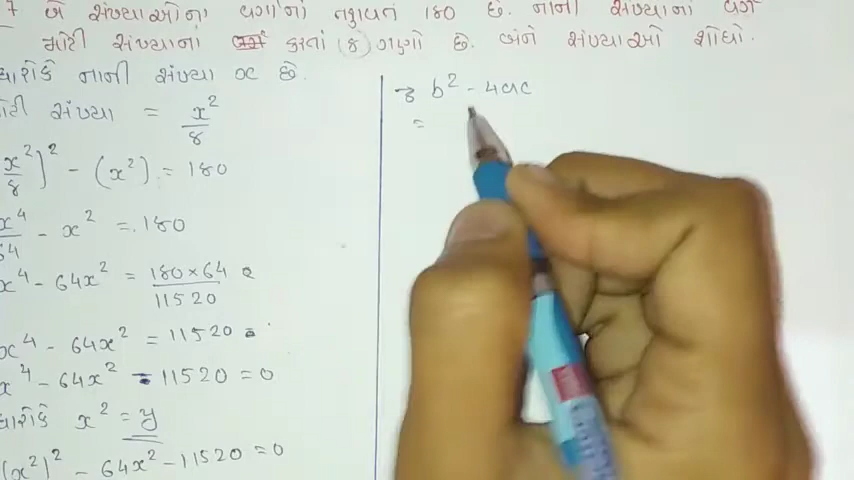 7 બે સંખ્યાઓના વર્ગોનો તફાવત 180 છે. નાની સંખ્યાનો વર્ગ
મોટી સંખ્યાનાં કરતાં (8) ગણો છે. બંને સંખ્યાઓ શોધો.
ધારોકે નાની સંખ્યા x છે.
મોટી સંખ્યા = x²/8
[x²/8]² - (x²) = 180
x⁴/64 - x² = 180
x⁴ - 64x² = 180×64
11520
x⁴ - 64x² = 11520
x⁴ - 64x² - 11520 = 0
ધારોકે x² = y
(x²)² - 64x² - 11520 = 0
→ b² - 4ac
=